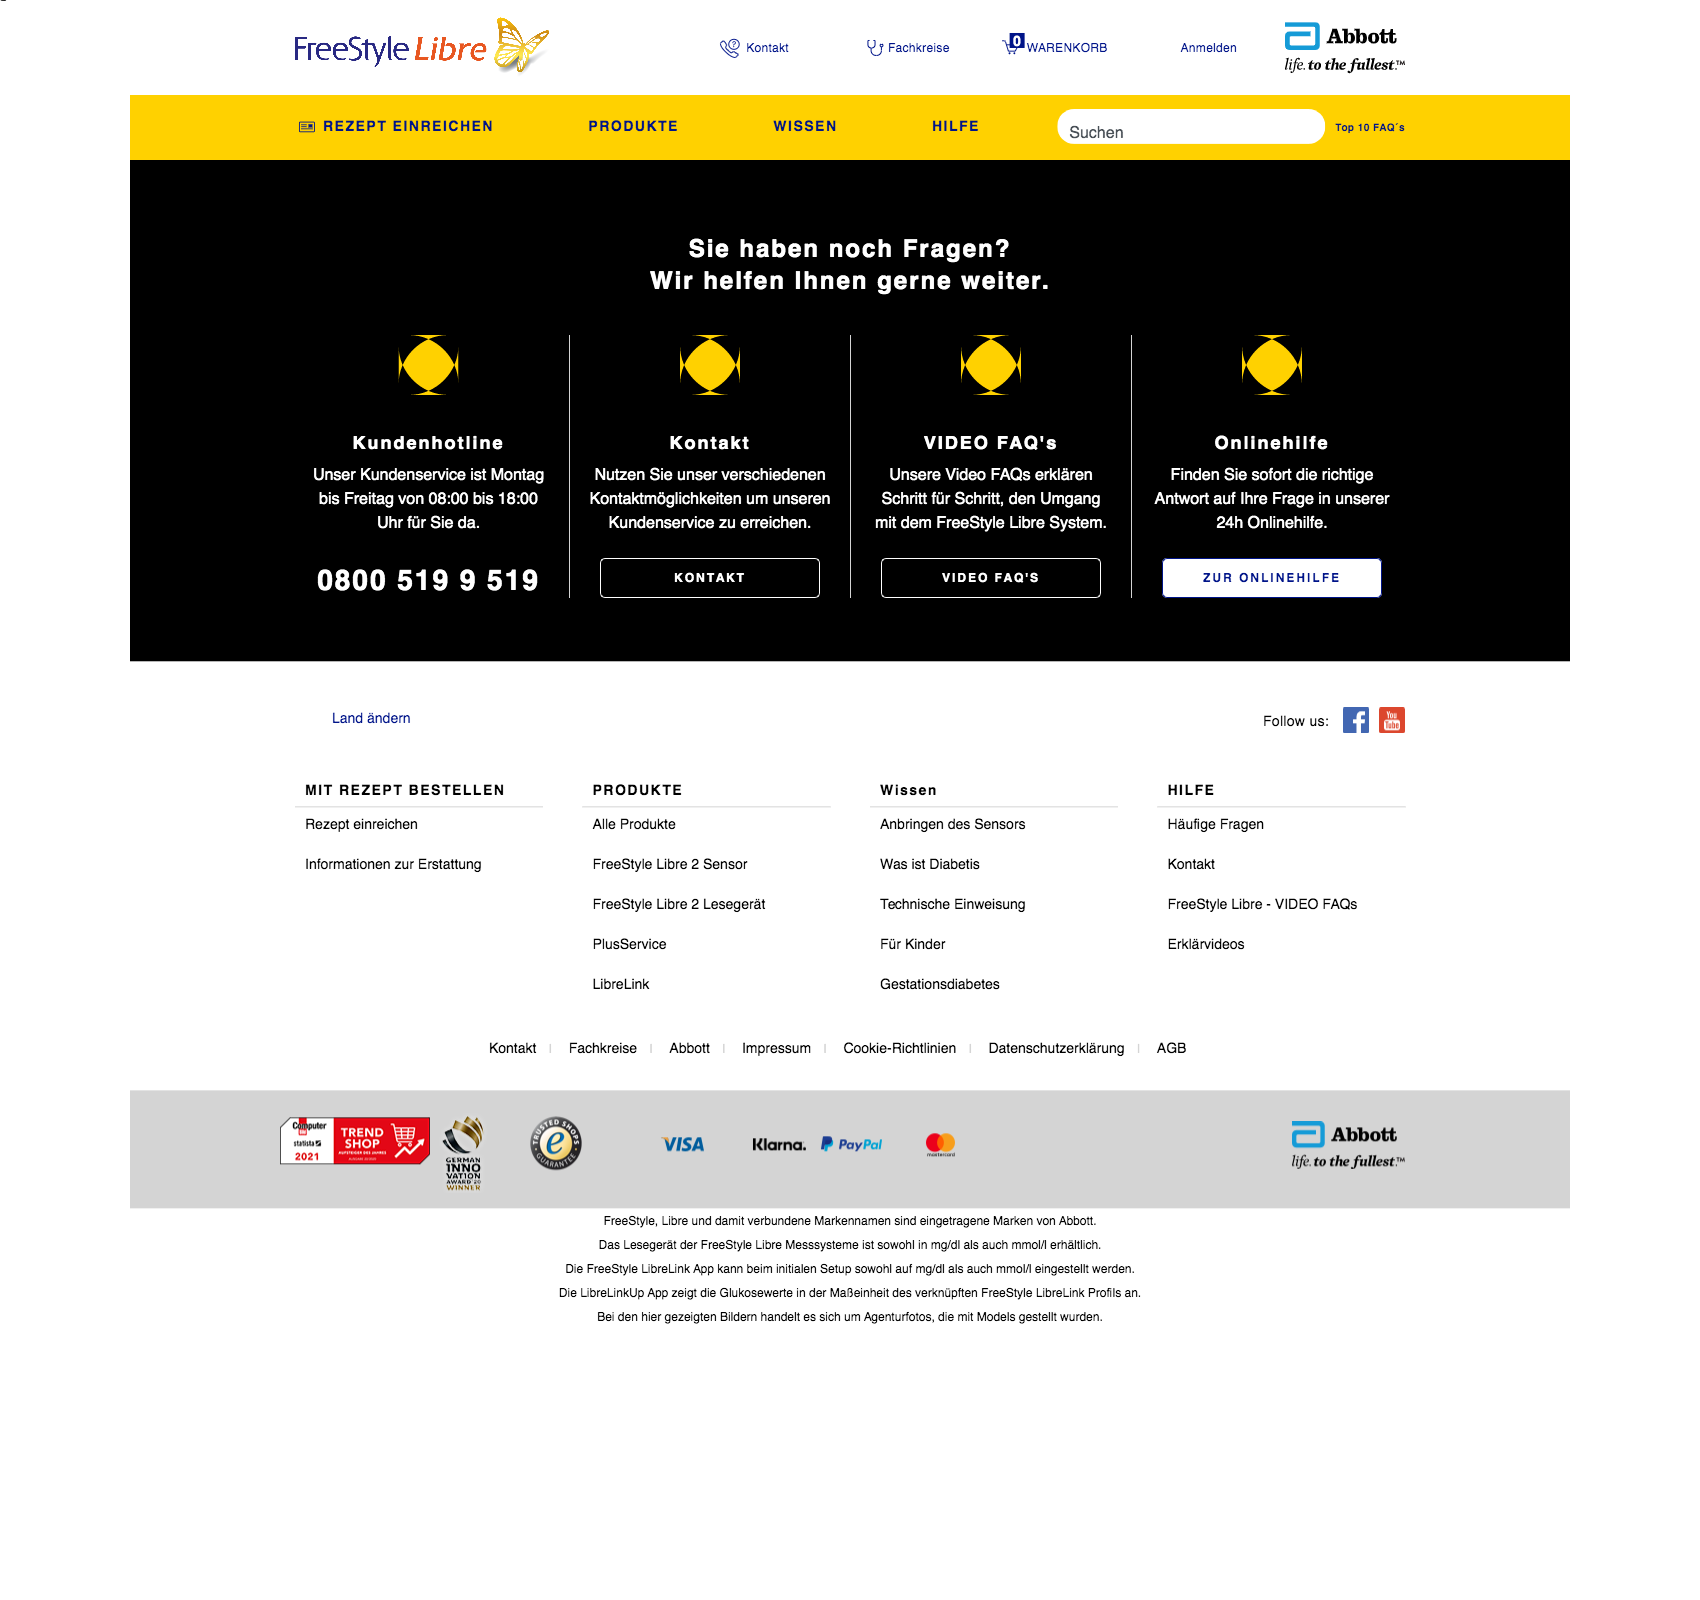 FreeStyle Libre
Kontakt
Fachkreise
0
WARENKORB
Anmelden
Abbott
life. to the fullest.™
REZEPT EINREICHEN
PRODUKTE
WISSEN
HILFE
Suchen
Top 10 FAQ´s
Sie haben noch Fragen?
Wir helfen Ihnen gerne weiter.
Kundenhotline
Unser Kundenservice ist Montag
bis Freitag von 08:00 bis 18:00
Uhr für Sie da.
0800 519 9 519
Kontakt
Nutzen Sie unser verschiedenen
Kontaktmöglichkeiten um unseren
Kundenservice zu erreichen.
KONTAKT
VIDEO FAQ's
Unsere Video FAQs erklären
Schritt für Schritt, den Umgang
mit dem FreeStyle Libre System.
VIDEO FAQ'S
Onlinehilfe
Finden Sie sofort die richtige
Antwort auf Ihre Frage in unserer
24h Onlinehilfe.
ZUR ONLINEHILFE
Land ändern
Follow us:
You
Tube
MIT REZEPT BESTELLEN
Rezept einreichen
Informationen zur Erstattung
PRODUKTE
Alle Produkte
FreeStyle Libre 2 Sensor
FreeStyle Libre 2 Lesegerät
PlusService
LibreLink
Wissen
Anbringen des Sensors
Was ist Diabetis
Technische Einweisung
Für Kinder
Gestationsdiabetes
HILFE
Häufige Fragen
Kontakt
FreeStyle Libre - VIDEO FAQs
Erklärvideos
Kontakt
Fachkreise
Abbott
Impressum
Cookie-Richtlinien
Datenschutzerklärung
AGB
Computer
statista
2021
TREND
SHOP
AUFSTEIGER DES JAHRES
GERMAN
INNO
VATION
AWARD'20
WINNER
TRUSTED SHOPS
e
GUARANTEE
VISA
Klarna.
PayPal
mastercard
Abbott
life. to the fullest.™
FreeStyle, Libre und damit verbundene Markennamen sind eingetragene Marken von Abbott.
Das Lesegerät der FreeStyle Libre Messsysteme ist sowohl in mg/dl als auch mmol/l erhältlich.
Die FreeStyle LibreLink App kann beim initialen Setup sowohl auf mg/dl als auch mmol/l eingestellt werden.
Die LibreLinkUp App zeigt die Glukosewerte in der Maßeinheit des verknüpften FreeStyle LibreLink Profils an.
Bei den hier gezeigten Bildern handelt es sich um Agenturfotos, die mit Models gestellt wurden.